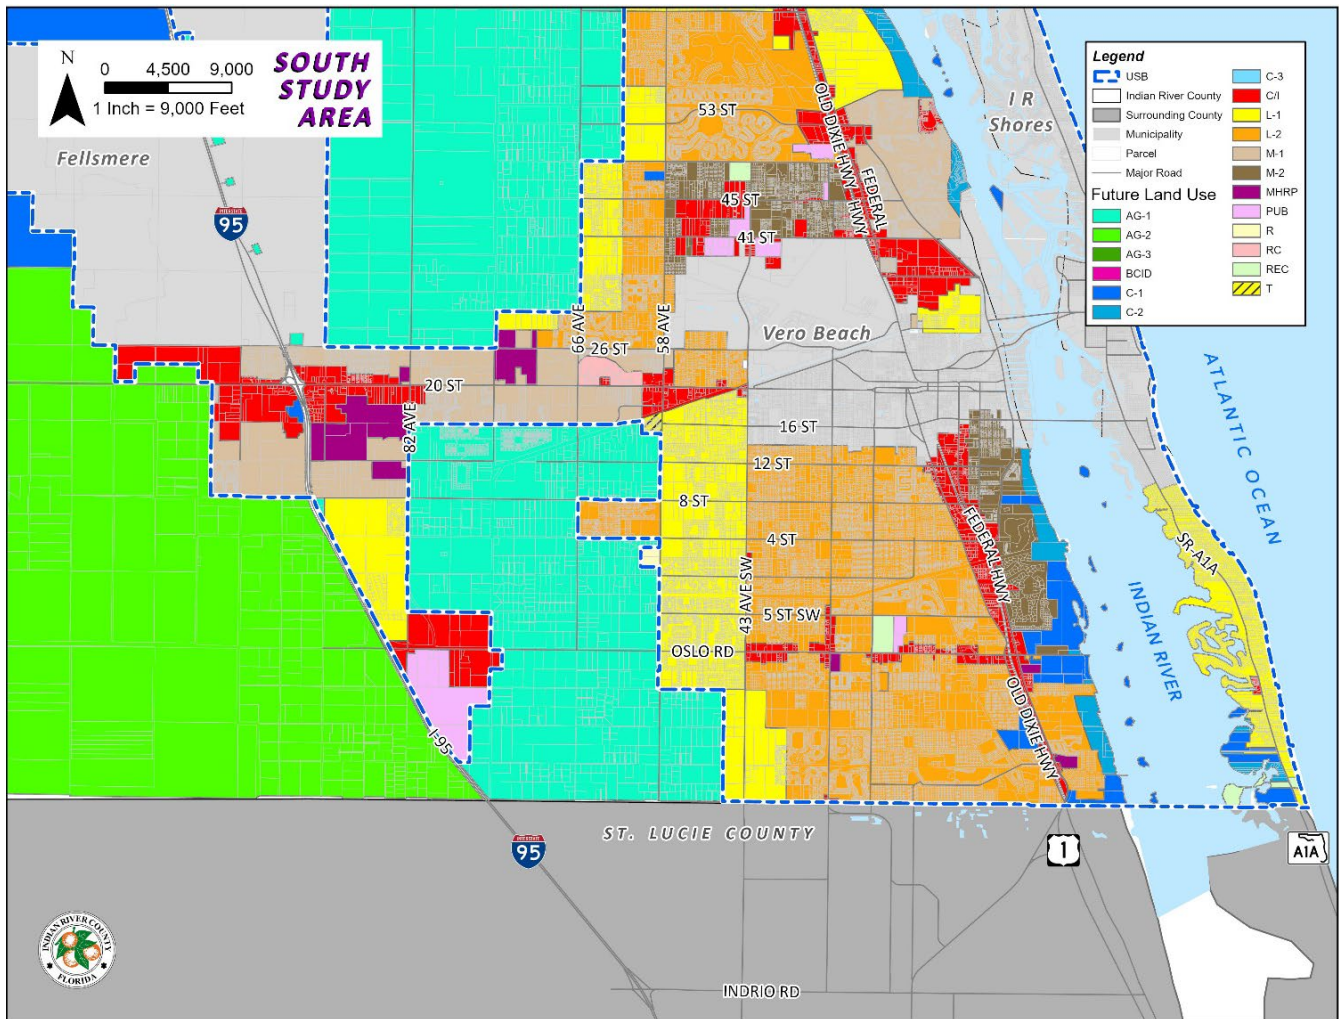 N
0 4,500 9,000
1 Inch = 9,000 Feet
SOUTH
STUDY
AREA
Fellsmere
95
53 ST
45 ST
41 ST
OLD DIXIE HWY
FEDERAL
HWY
I R
Shores
Legend
USB
Indian River County
Surrounding County
Municipality
Parcel
Major Road
Future Land Use
AG-1
AG-2
AG-3
BCID
C-1
C-2
C-3
C/I
L-1
L-2
M-1
M-2
MHRP
PUB
R
RC
REC
T
66 AVE
58 AVE
26 ST
Vero Beach
20 ST
82 AVE
16 ST
12 ST
8 ST
4 ST
43 AVE SW
5 ST SW
OSLO RD
FEDERAL HWY
OLD DIXIE HWY
SR-A1A
ATLANTIC OCEAN
INDIAN RIVER
I-95
ST. LUCIE COUNTY
95
1
A1A
INDIAN RIVER COUNTY
FLORIDA
INDRIO RD